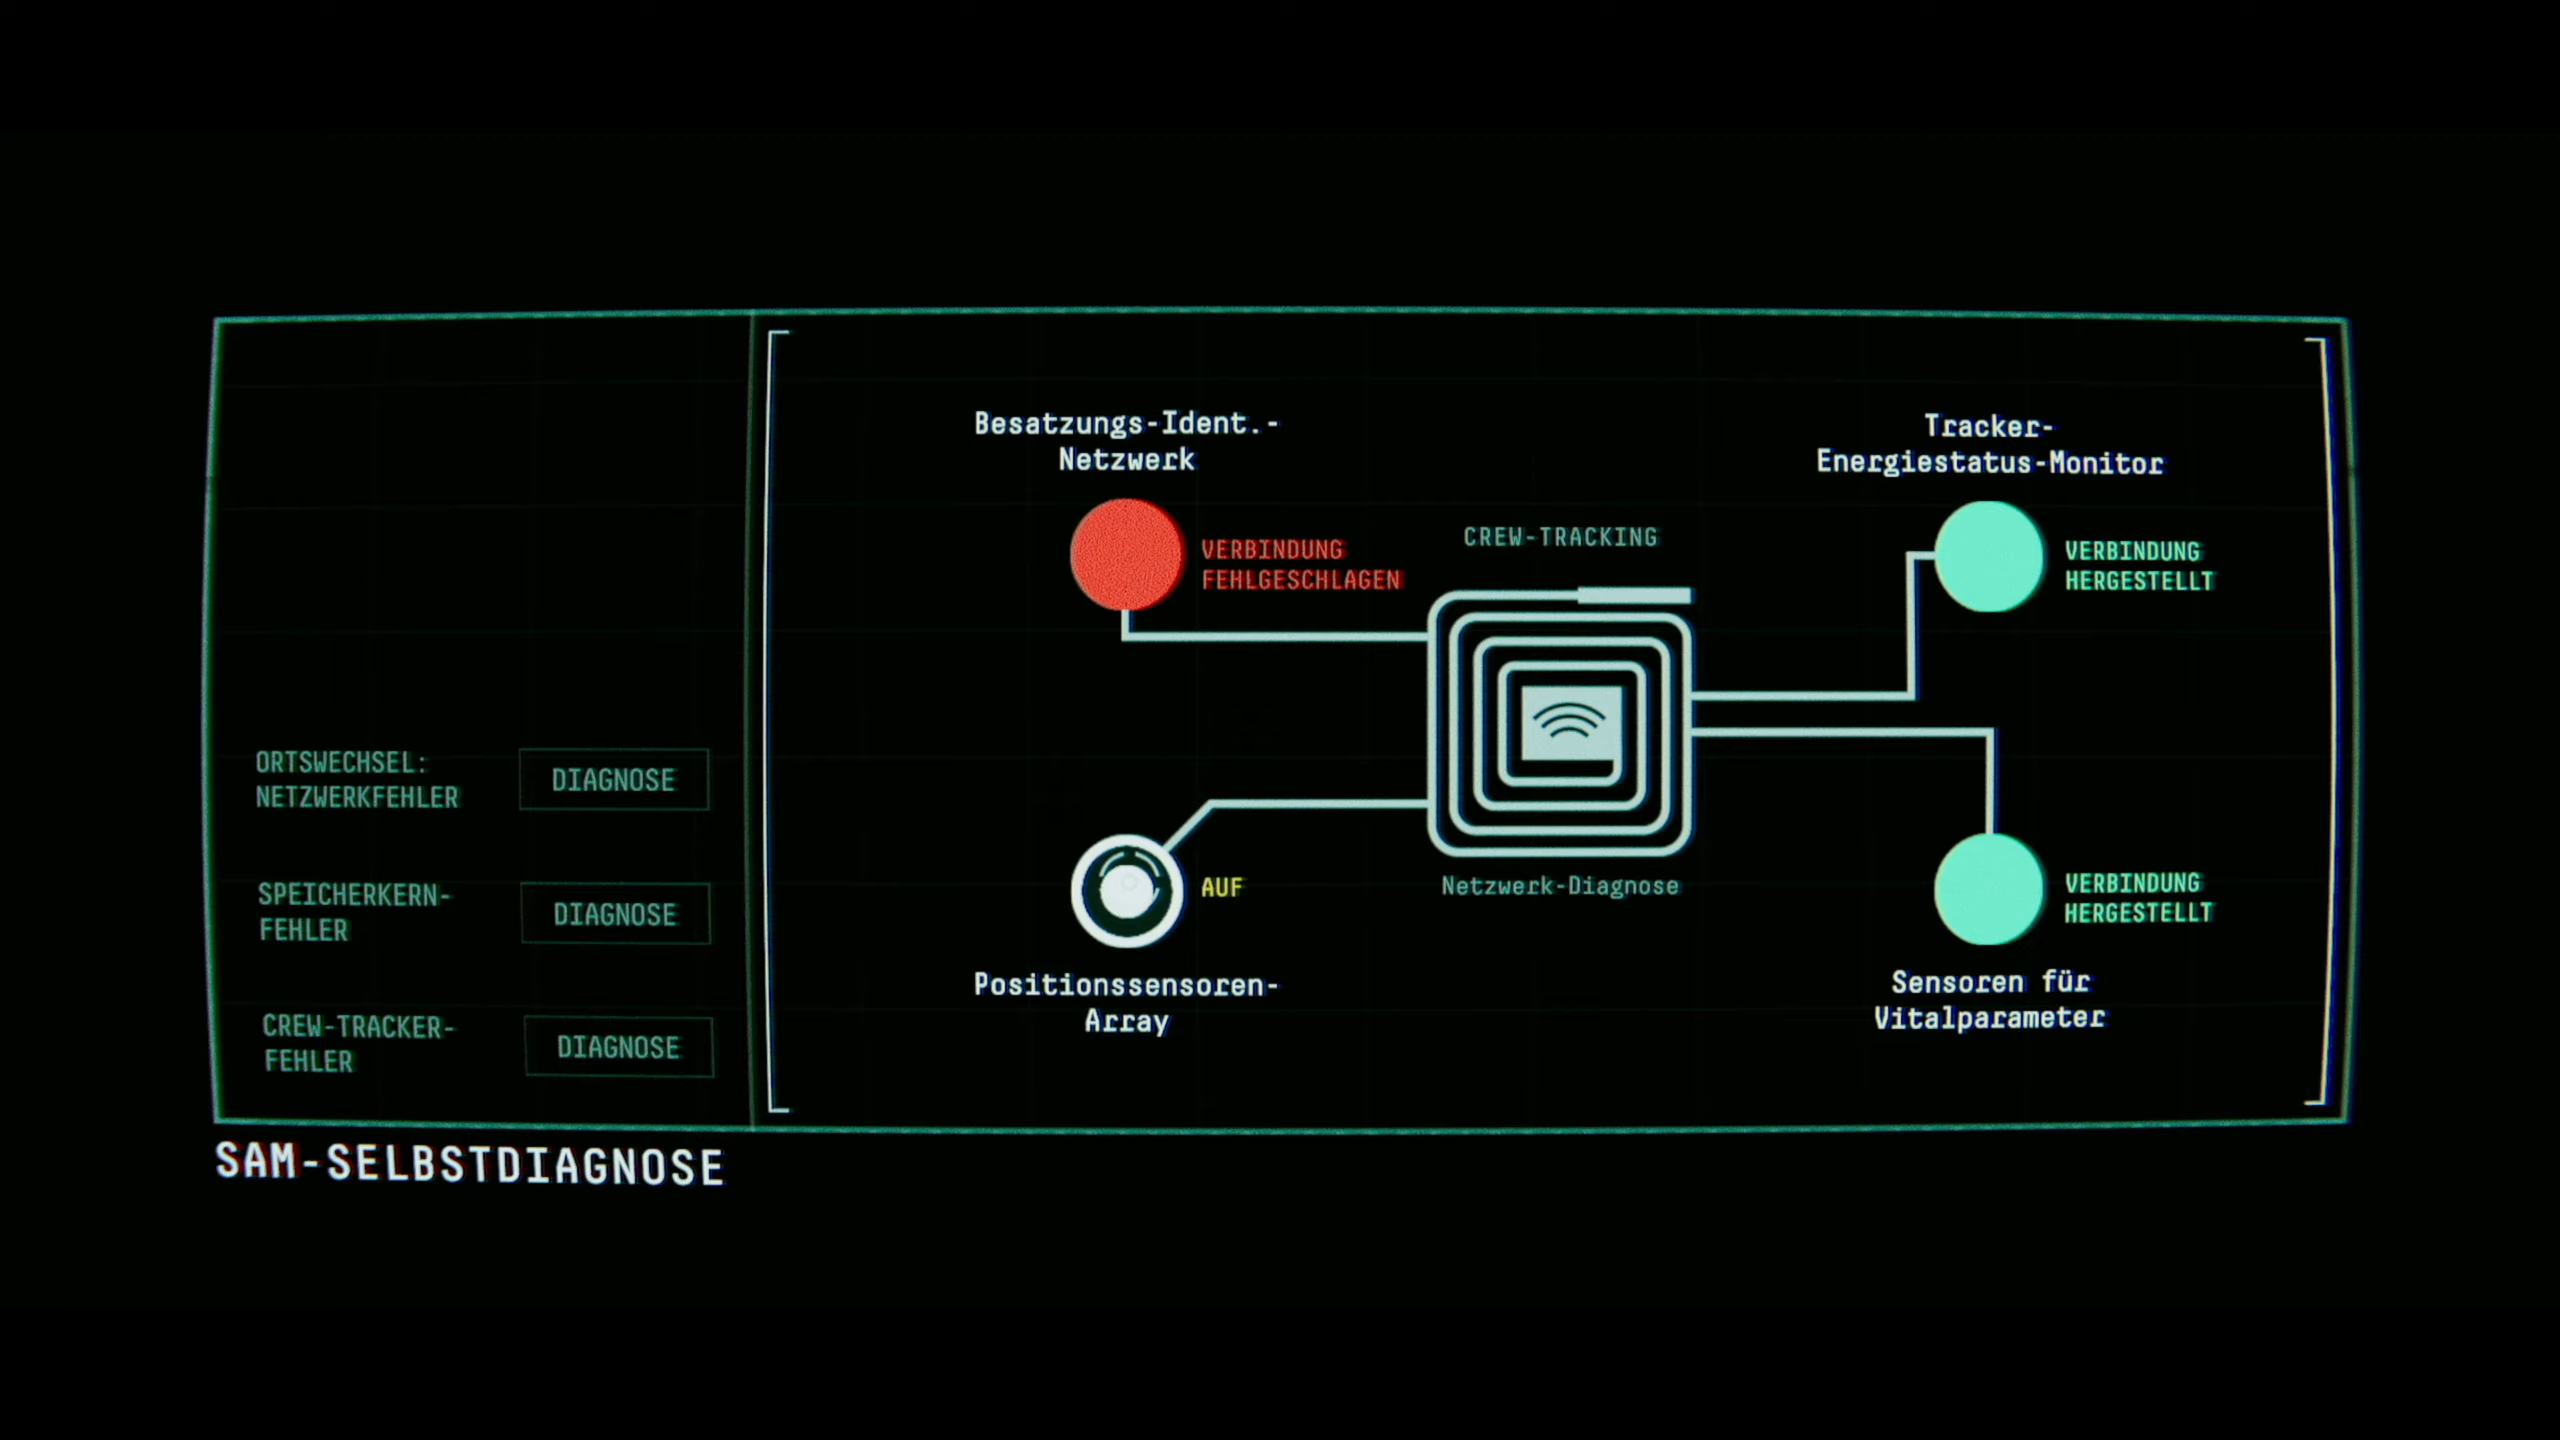 ORTSWECHSEL:
NETZWERKFEHLER
DIAGNOSE
SPEICHERKERN-
FEHLER
DIAGNOSE
CREW-TRACKER-
FEHLER
DIAGNOSE
Besatzungs-Ident.-
Netzwerk
VERBINDUNG
FEHLGESCHLAGEN
CREW-TRACKING
Netzwerk-Diagnose
AUF
Positionssensoren-
Array
Tracker-
Energiestatus-Monitor
VERBINDUNG
HERGESTELLT
VERBINDUNG
HERGESTELLT
Sensoren für
Vitalparameter
SAM-SELBSTDIAGNOSE